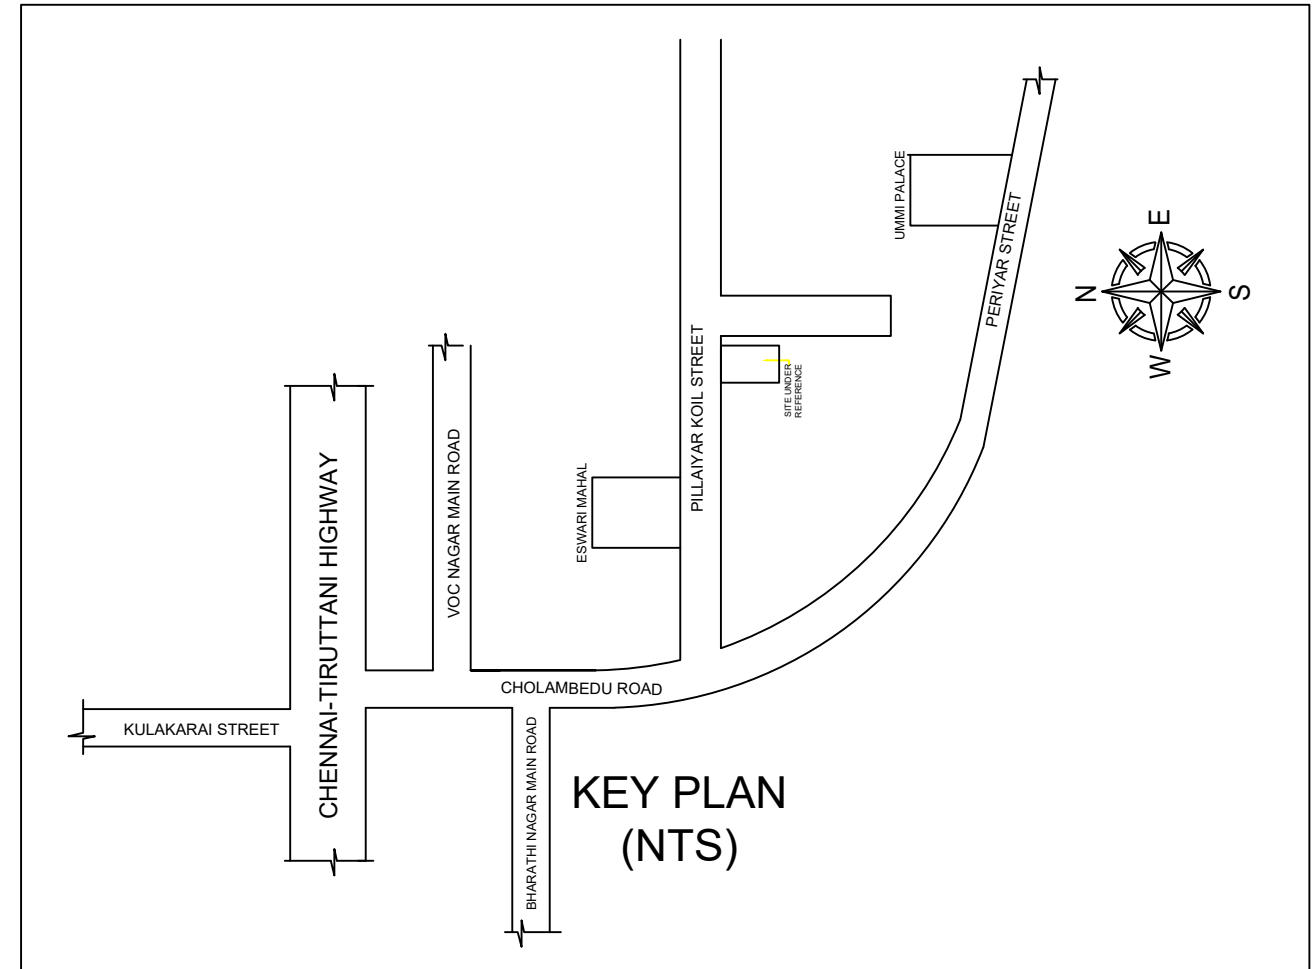 UMMI PALACE
PERIYAR STREET
E
N
S
W
PILLAIYAR KOIL STREET
SITE UNDER
REFERENCE
VOC NAGAR MAIN ROAD
CHENNAI-TIRUTTANI HIGHWAY
ESWARI MAHAL
CHOLAMBEDU ROAD
KULAKARAI STREET
BHARATHI NAGAR MAIN ROAD
KEY PLAN
(NTS)